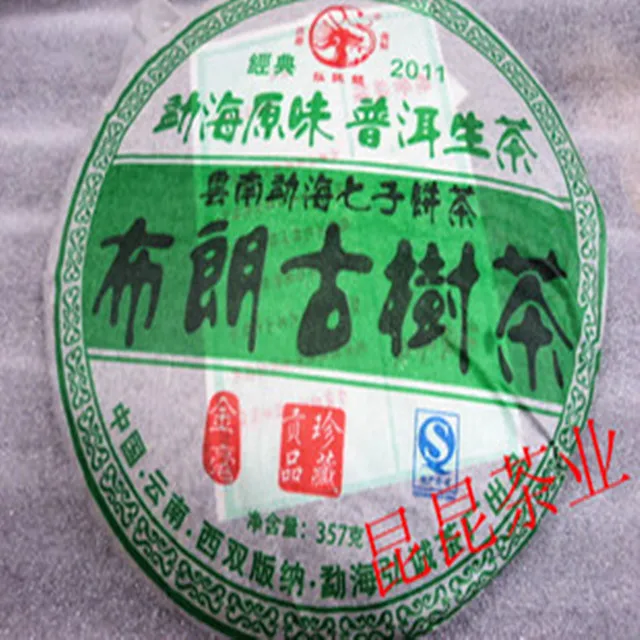 經典 2011
勐海原味 普洱生茶
雲南勐海七子餅茶
布朗古樹茶
珍藏
貢品
净含量：357克
中国·云南·西双版纳·勐海
昆昆茶业